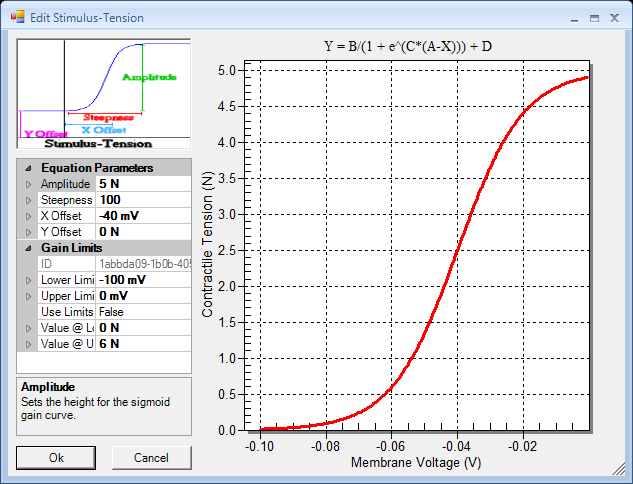 Edit Stimulus-Tension
Amplitude
Steepness
Y Offset
X Offset
Stumulus-Tension
Equation Parameters
Amplitude 5 N
Steepness 100
X Offset -40 mV
Y Offset 0 N
Gain Limits
ID 1abbda09-1b0b-405
Lower Limi -100 mV
Upper Limi 0 mV
Use Limits False
Value @ Lo 0 N
Value @ U 6 N
Amplitude
Sets the height for the sigmoid
gain curve.
Ok Cancel
Y = B/(1 + e^(C*(A-X))) + D
Contractile Tension (N)
5.0
4.5
4.0
3.5
3.0
2.5
2.0
1.5
1.0
0.5
0.0
-0.10 -0.08 -0.06 -0.04 -0.02
Membrane Voltage (V)